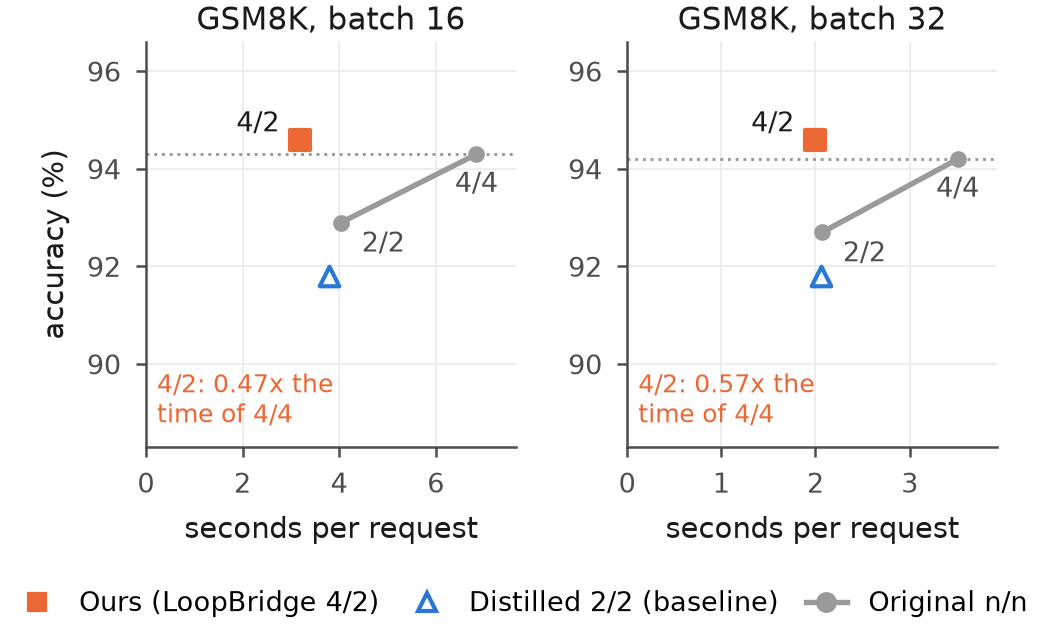 GSM8K, batch 16
96
94
92
90
accuracy (%)
4/2
4/4
2/2
4/2: 0.47x the
time of 4/4
0 2 4 6
seconds per request
GSM8K, batch 32
96
94
92
90
4/2
4/4
2/2
4/2: 0.57x the
time of 4/4
0 1 2 3
seconds per request
Ours (LoopBridge 4/2) Distilled 2/2 (baseline) Original n/n